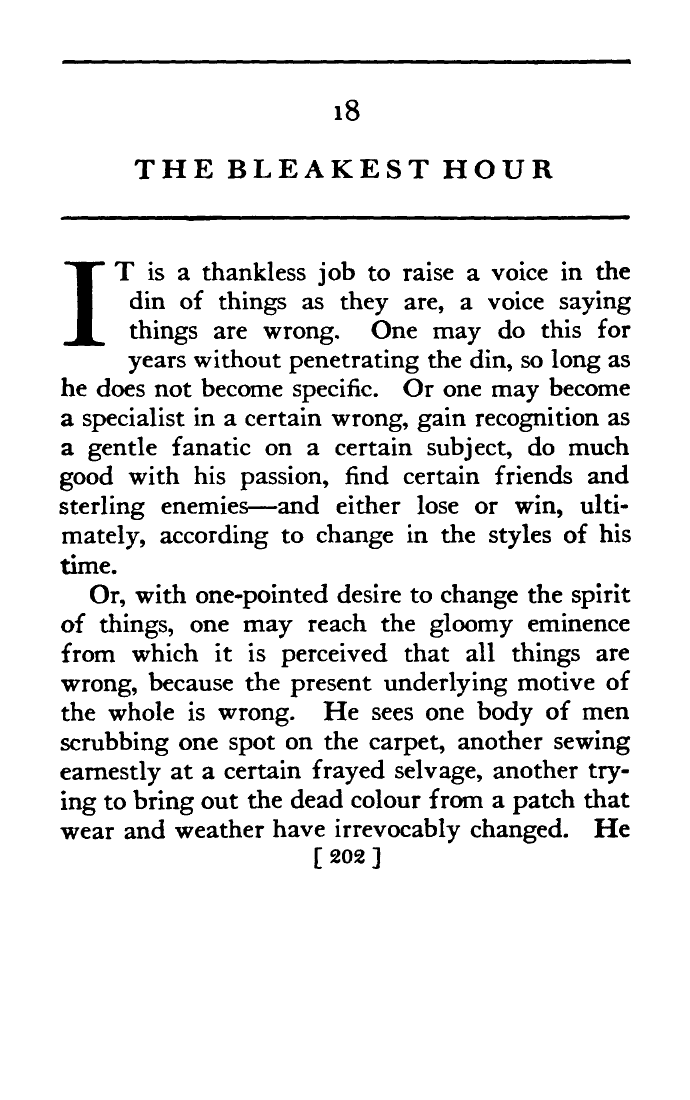 18
THE BLEAKEST HOUR
IT is a thankless job to raise a voice in the
din of things as they are, a voice saying
things are wrong. One may do this for
years without penetrating the din, so long as
he does not become specific. Or one may become
a specialist in a certain wrong, gain recognition as
a gentle fanatic on a certain subject, do much
good with his passion, find certain friends and
sterling enemies—and either lose or win, ulti-
mately, according to change in the styles of his
time.
Or, with one-pointed desire to change the spirit
of things, one may reach the gloomy eminence
from which it is perceived that all things are
wrong, because the present underlying motive of
the whole is wrong. He sees one body of men
scrubbing one spot on the carpet, another sewing
earnestly at a certain frayed selvage, another try-
ing to bring out the dead colour from a patch that
wear and weather have irrevocably changed. He
[ 202 ]